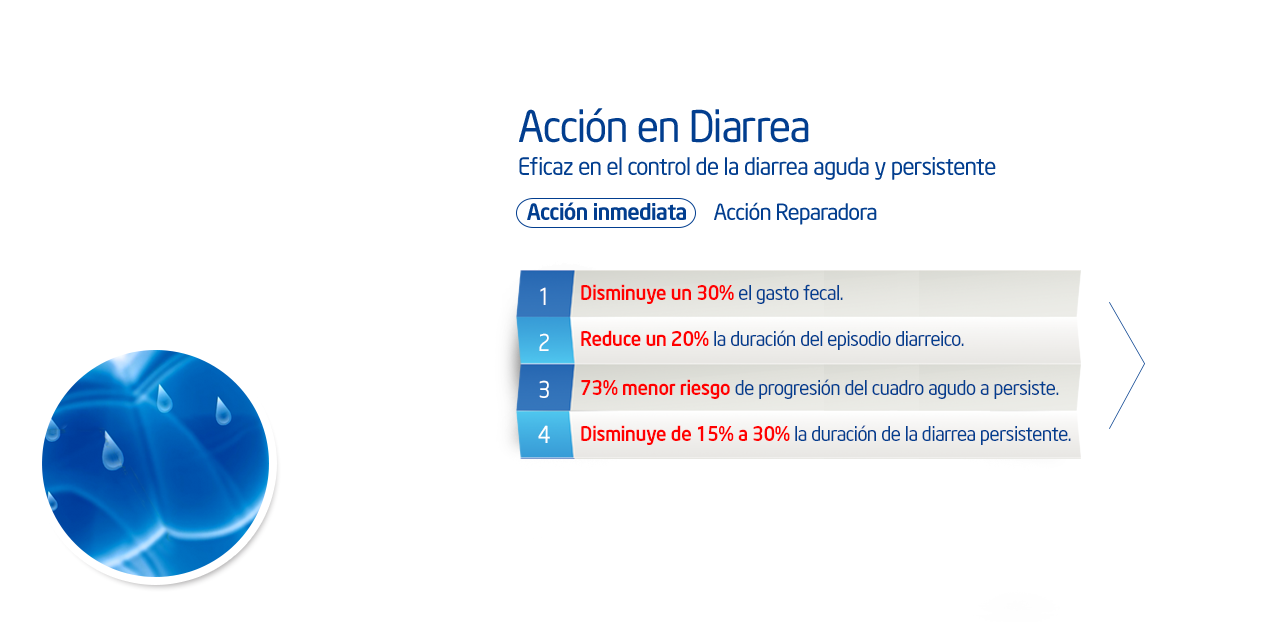 Acción en Diarrea
Eficaz en el control de la diarrea aguda y persistente
Acción inmediata Acción Reparadora
1 Disminuye un 30% el gasto fecal.
2 Reduce un 20% la duración del episodio diarreico.
3 73% menor riesgo de progresión del cuadro agudo a persiste.
4 Disminuye de 15% a 30% la duración de la diarrea persistente.